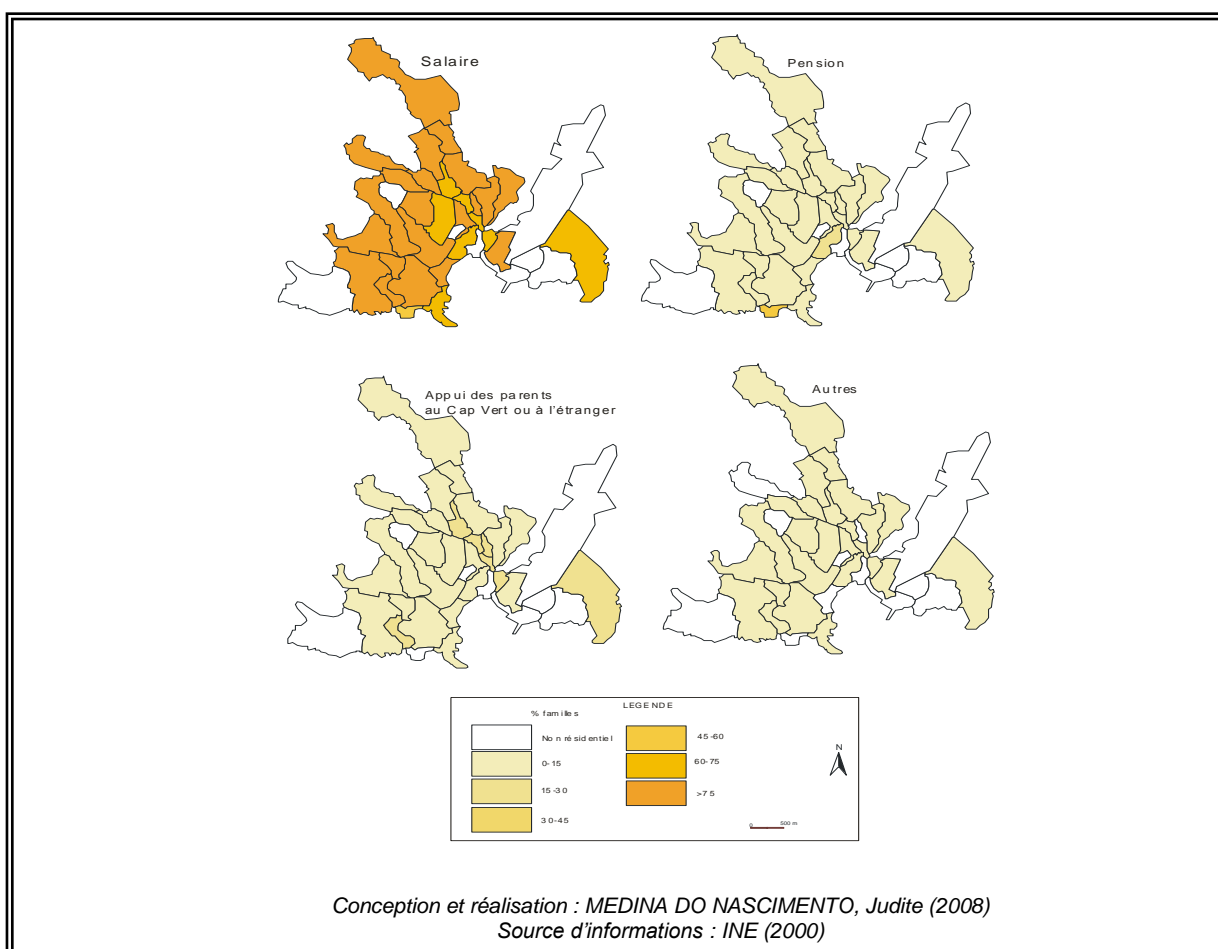 Salaire
Pension
Appui des parents
au Cap Vert ou à l'étranger
Autres
LEGENDE
% familles
Non résidentiel
0-15
15-30
30-45
45-60
60-75
>75
N
0 500 m
Conception et réalisation : MEDINA DO NASCIMENTO, Judite (2008)
Source d'informations : INE (2000)